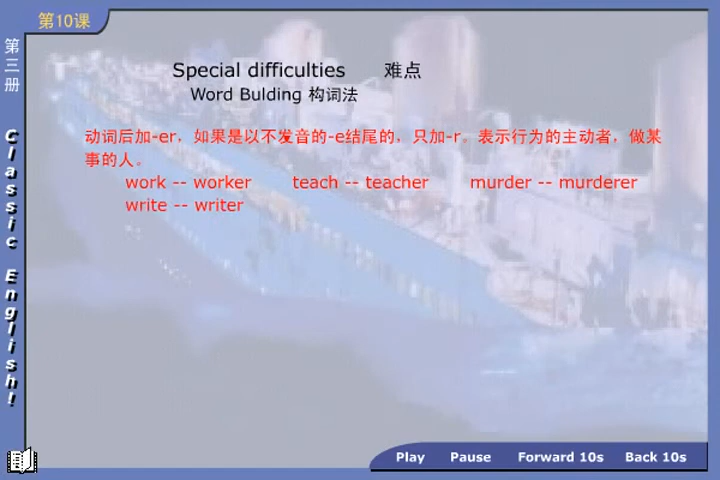 第10课
第三册
Classic English!
Special difficulties 难点
Word Bulding 构词法
动词后加-er，如果是以不发音的-e结尾的，只加-r。表示行为的主动者，做某
事的人。
work -- worker teach -- teacher murder -- murderer
write -- writer
Play Pause Forward 10s Back 10s